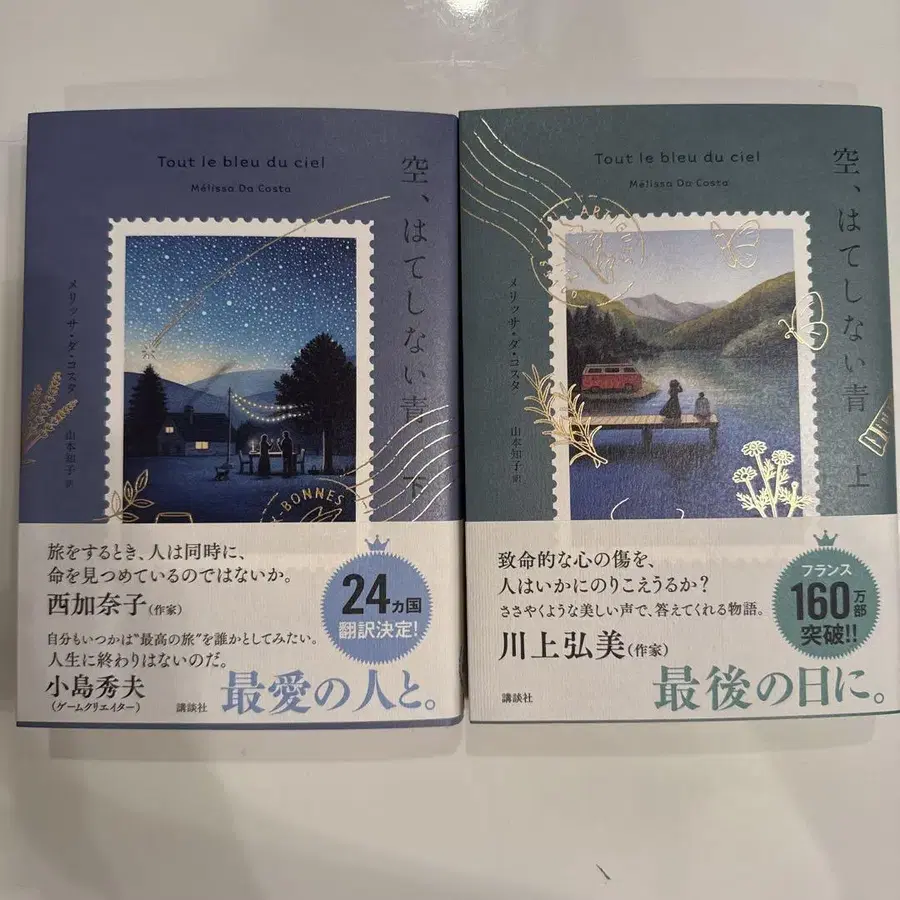 Tout le bleu du ciel
Mélissa Da Costa
空、はてしない青 下
メリッサ・ダ・コスタ
山本知子 訳
BONNES
旅をするとき、人は同時に、
命を見つめているのではないか。
西加奈子(作家)
自分もいつかは“最高の旅”を誰かとしてみたい。
人生に終わりはないのだ。
小島秀夫
(ゲームクリエイター)
講談社
24ヵ国
翻訳決定!
最愛の人と。
Tout le bleu du ciel
Mélissa Da Costa
空、はてしない青 上
メリッサ・ダ・コスタ
山本知子 訳
致命的な心の傷を、
人はいかにのりこえうるか?
ささやくような美しい声で、答えてくれる物語。
川上弘美(作家)
講談社
フランス
160万部
突破!!
最後の日に。